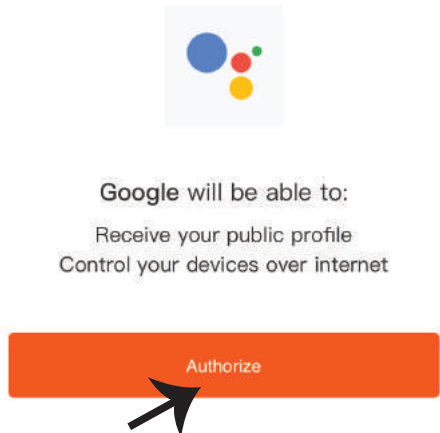 Google will be able to:
Receive your public profile
Control your devices over internet
Authorize